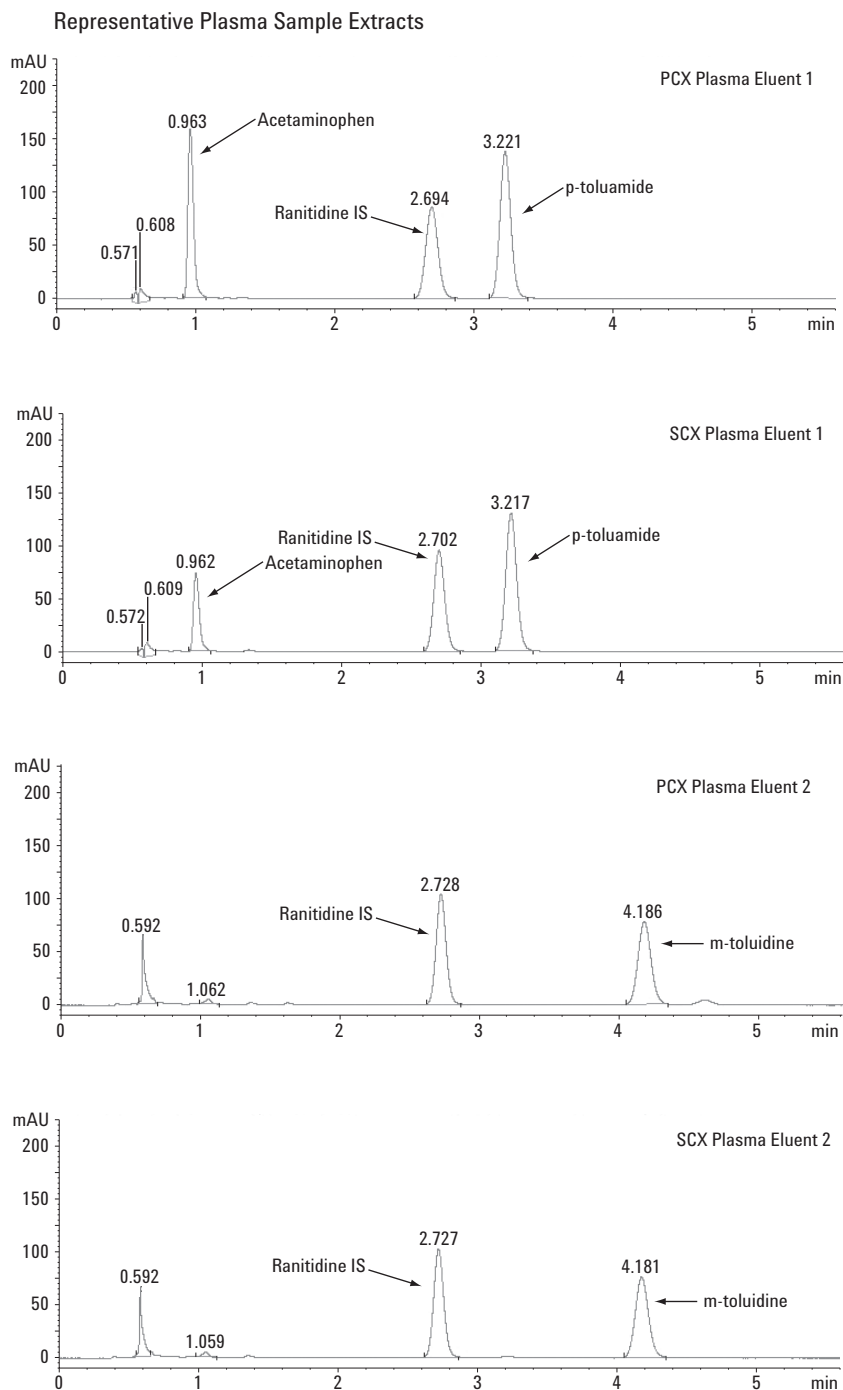 Representative Plasma Sample Extracts
mAU
PCX Plasma Eluent 1
200
150
100
50
0
0.571
0.608
0.963
Acetaminophen
Ranitidine IS
2.694
3.221
p-toluamide
0 1 2 3 4 5 min
mAU
SCX Plasma Eluent 1
200
150
100
50
0
0.572
0.609
0.962
Ranitidine IS
Acetaminophen
2.702
3.217
p-toluamide
0 1 2 3 4 5 min
mAU
PCX Plasma Eluent 2
200
150
100
50
0
0.592
1.062
Ranitidine IS
2.728
4.186
m-toluidine
0 1 2 3 4 5 min
mAU
SCX Plasma Eluent 2
200
150
100
50
0
0.592
1.059
Ranitidine IS
2.727
4.181
m-toluidine
0 1 2 3 4 5 min